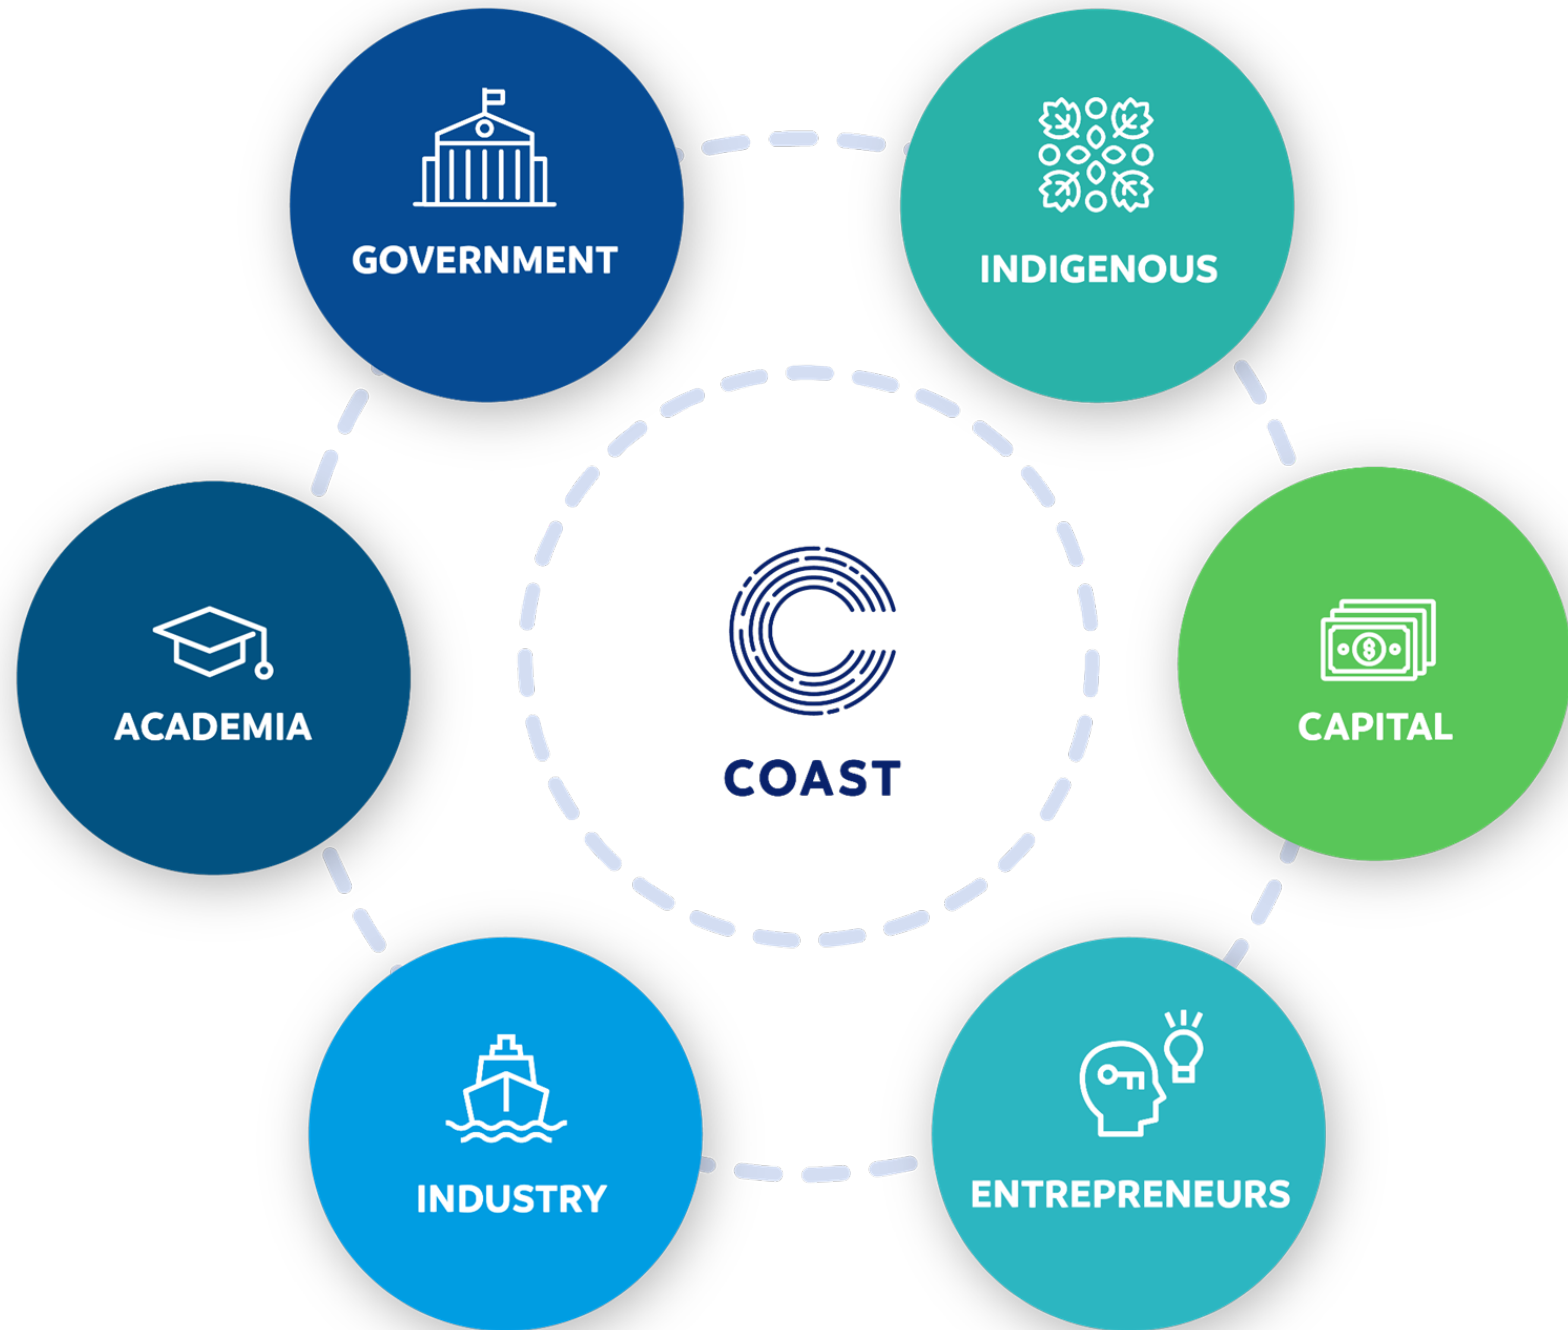 GOVERNMENT
INDIGENOUS
ACADEMIA
CAPITAL
COAST
INDUSTRY
ENTREPRENEURS